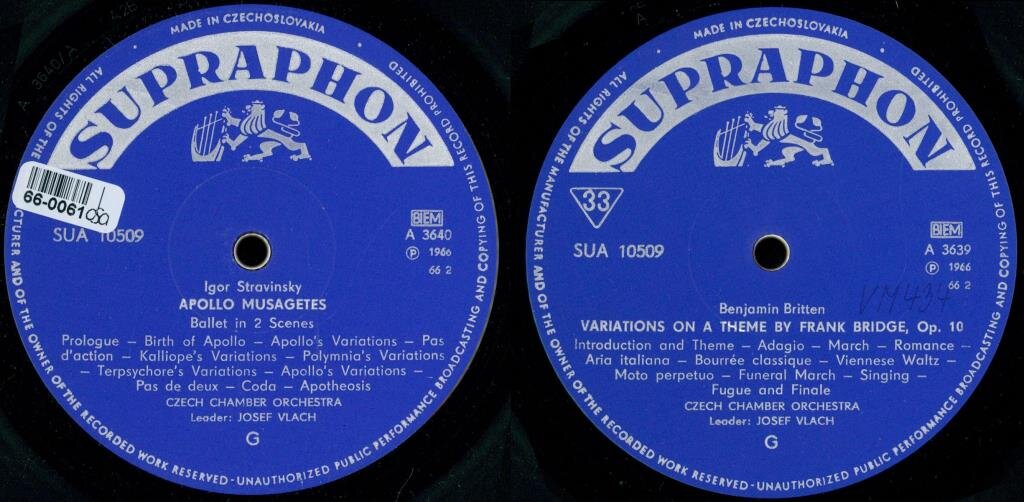 MADE IN CZECHOSLOVAKIA
ALL RIGHTS OF THE MANUFACTURER AND OF THE OWNER OF THE RECORDED WORK RESERVED – UNAUTHORIZED PUBLIC PERFORMANCE BROADCASTING AND COPYING OF THIS RECORD PROHIBITED
A 3640/A
SUPRAPHON
66-0061
SUA 10509
BIEM
A 3640
Ⓟ 1966
66 2
Igor Stravinsky
APOLLO MUSAGETES
Ballet in 2 Scenes
Prologue – Birth of Apollo – Apollo's Variations – Pas
d'action – Kalliope's Variations – Polymnia's Variations
– Terpsychore's Variations – Apollo's Variations –
Pas de deux – Coda – Apotheosis
CZECH CHAMBER ORCHESTRA
Leader: JOSEF VLACH
G
MADE IN CZECHOSLOVAKIA
ALL RIGHTS OF THE MANUFACTURER AND OF THE OWNER OF THE RECORDED WORK RESERVED – UNAUTHORIZED PUBLIC PERFORMANCE BROADCASTING AND COPYING OF THIS RECORD PROHIBITED
SUPRAPHON
33
SUA 10509
BIEM
A 3639
Ⓟ 1966
66 2
VM434
Benjamin Britten
VARIATIONS ON A THEME BY FRANK BRIDGE, Op. 10
Introduction and Theme – Adagio – March – Romance –
Aria italiana – Bourrée classique – Viennese Waltz –
Moto perpetuo – Funeral March – Singing –
Fugue and Finale
CZECH CHAMBER ORCHESTRA
Leader: JOSEF VLACH
G